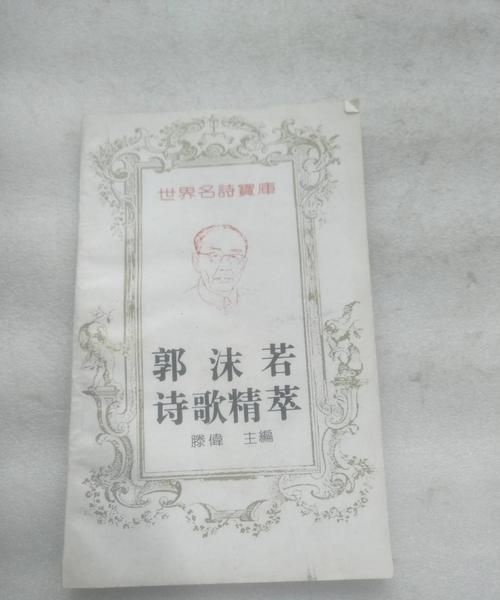 世界名詩寶庫
郭沫若
诗歌精萃
滕偉 主編